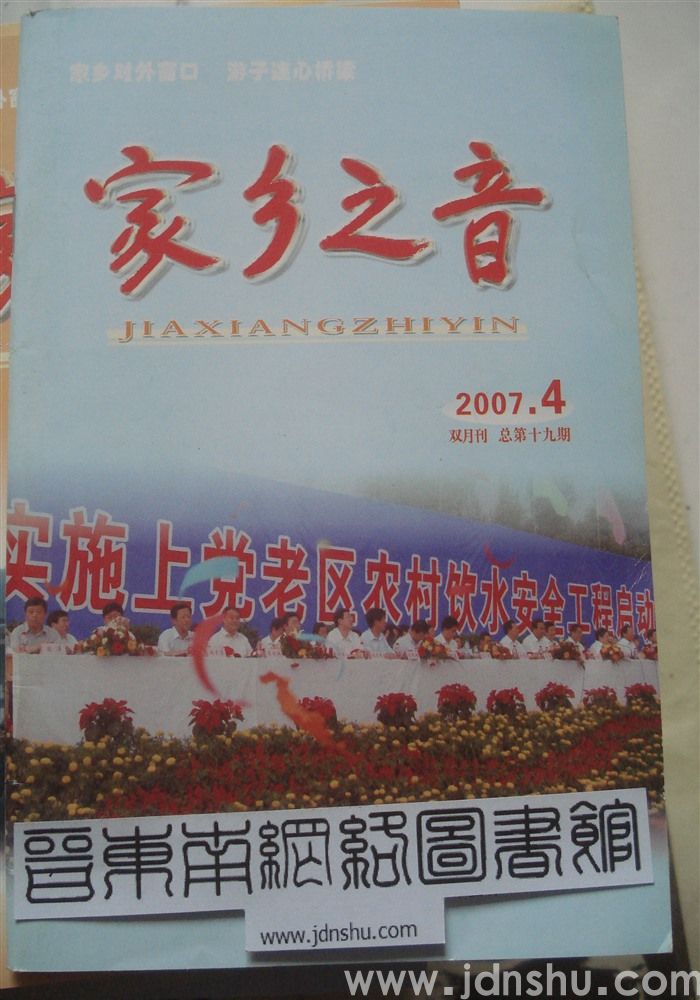 家乡对外窗口 游子连心桥梁
家乡之音
JIAXIANGZHIYIN
2007.4
双月刊 总第十九期
实施上党老区农村饮水安全工程启动
晉東南網絡圖書館
www.jdnshu.com
www.jdnshu.com